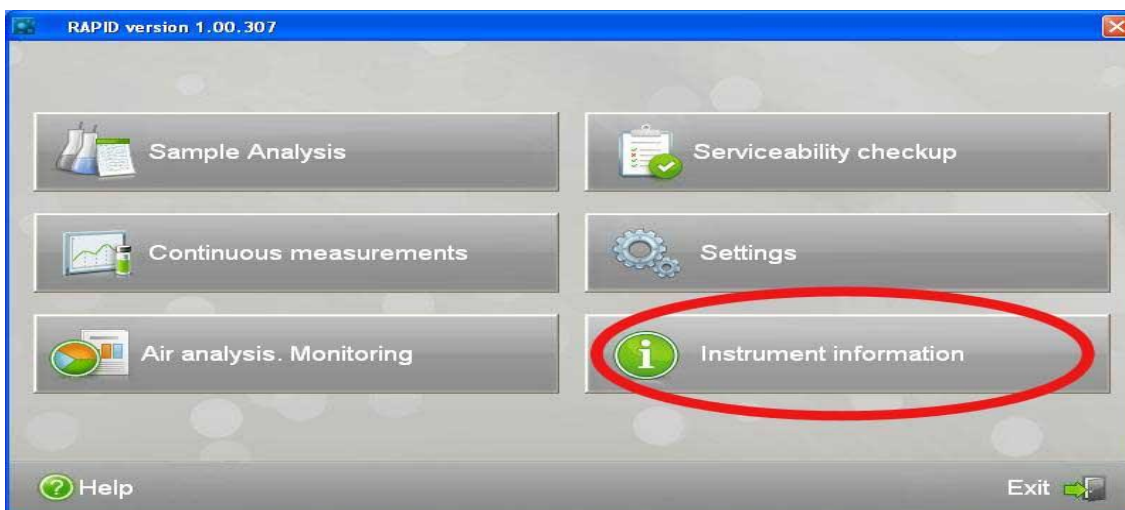 RAPID version 1.00.307
Sample Analysis
Serviceability checkup
Continuous measurements
Settings
Air analysis. Monitoring
Instrument information
Help
Exit